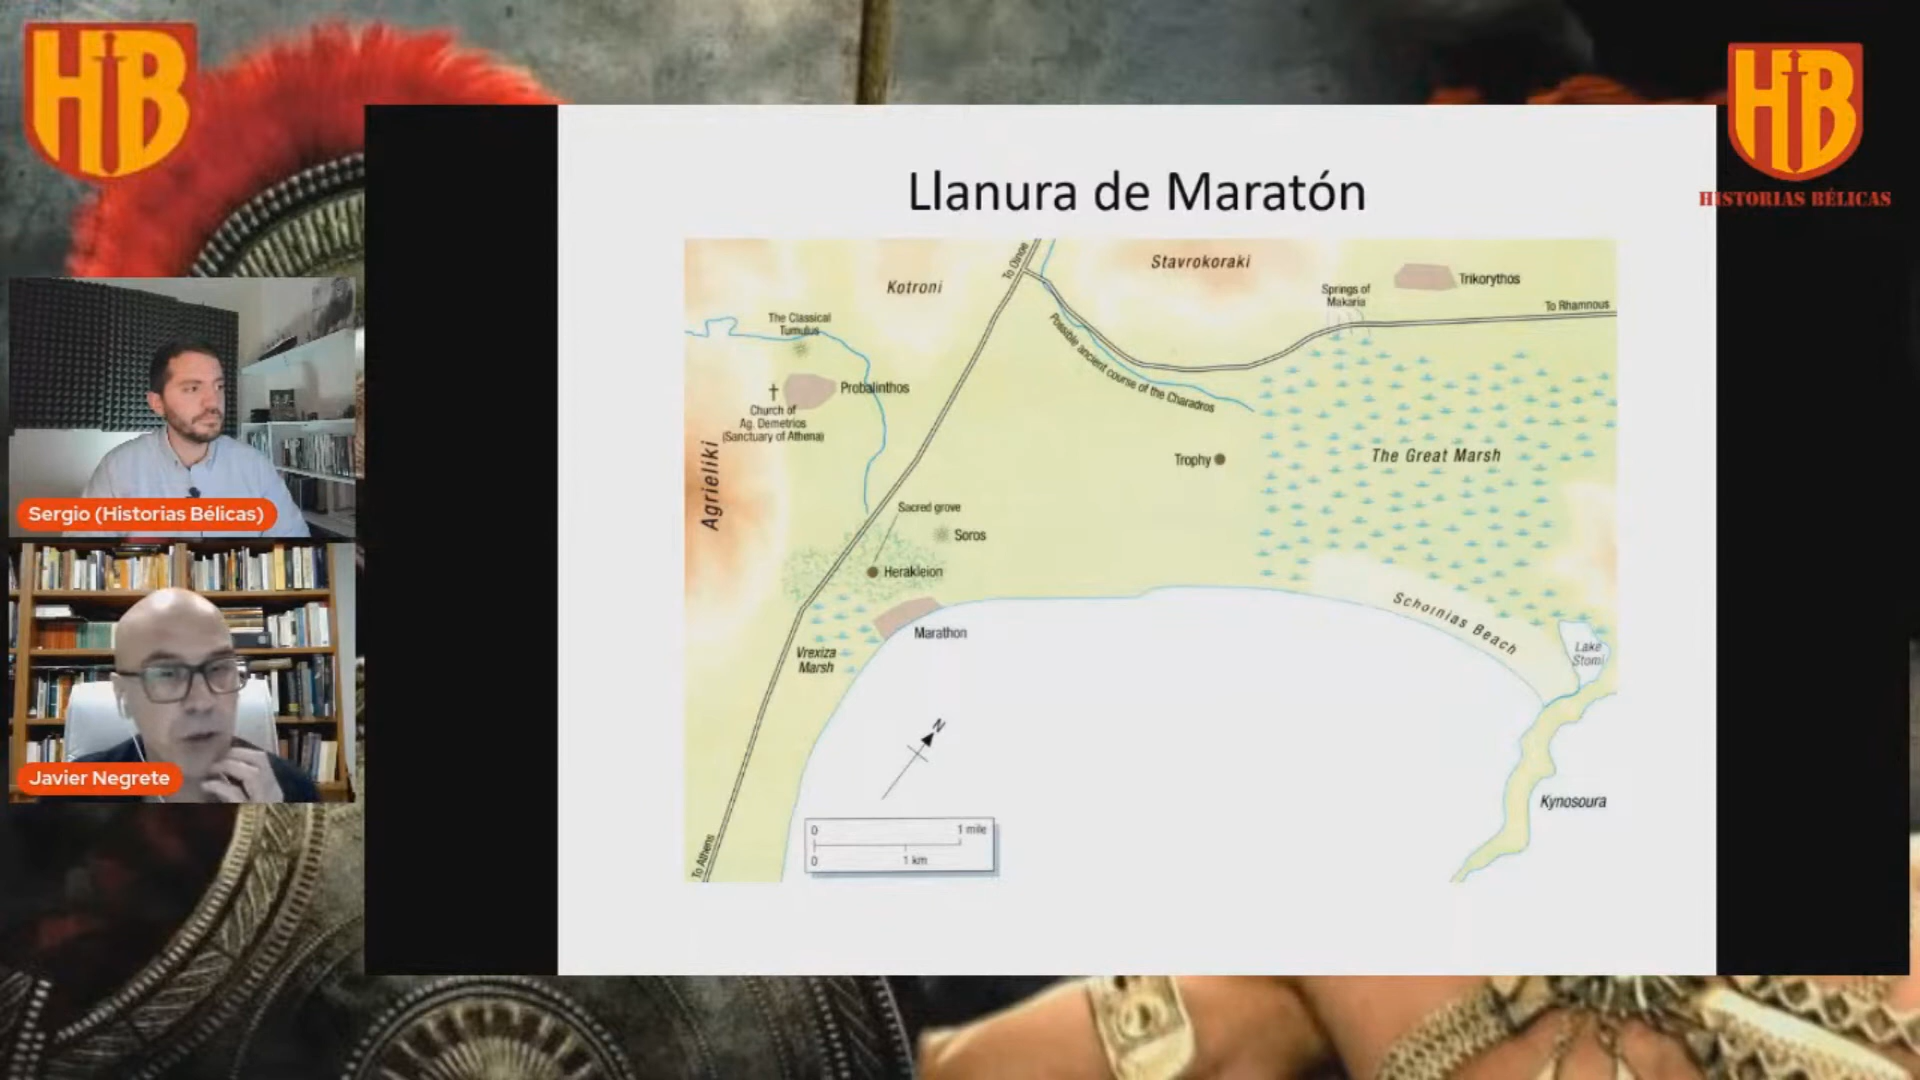 HB
HB
HISTORIAS BÉLICAS
Llanura de Maratón
Stavrokoraki
Kotroni
To Oinoe
Trikorythos
Springs of
Makaria
To Rhamnous
The Classical
Tumulus
Possible ancient course of the Charadros
Probalinthos
Church of
Ag. Demetrios
(Sanctuary of Athena)
Agrieliki
Trophy
The Great Marsh
Sacred grove
Soros
Herakleion
Marathon
Vrexiza
Marsh
Schornias Beach
Lake
Stomi
N
Kynosoura
0 1 mile
0 1 km
To Athens
Sergio (Historias Bélicas)
Javier Negrete